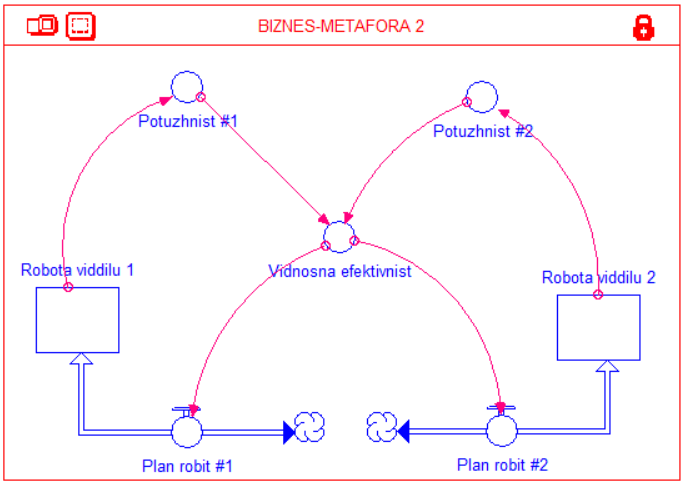 BIZNES-METAFORA 2
Potuzhnist #1
Potuzhnist #2
Vidnosna efektivnist
Robota viddilu 1
Robota viddilu 2
Plan robit #1
Plan robit #2